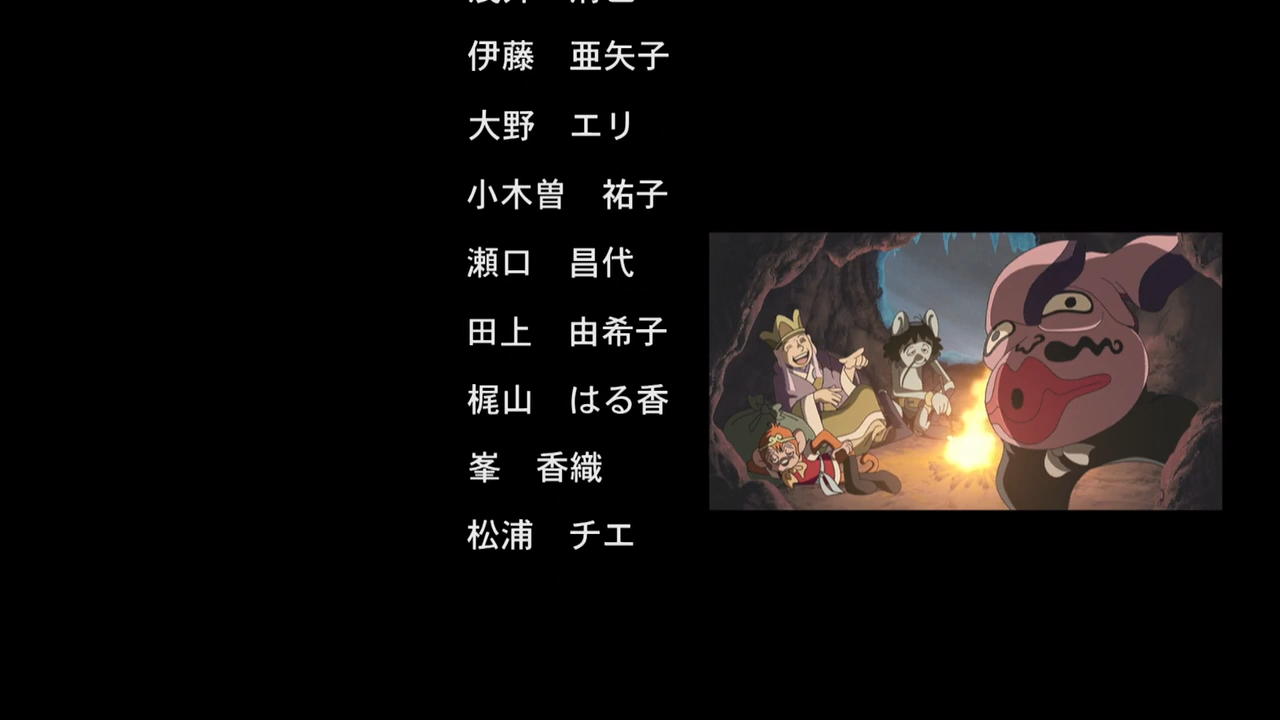 伊藤　亜矢子
大野　エリ
小木曽　祐子
瀬口　昌代
田上　由希子
梶山　はる香
峯　香織
松浦　チエ